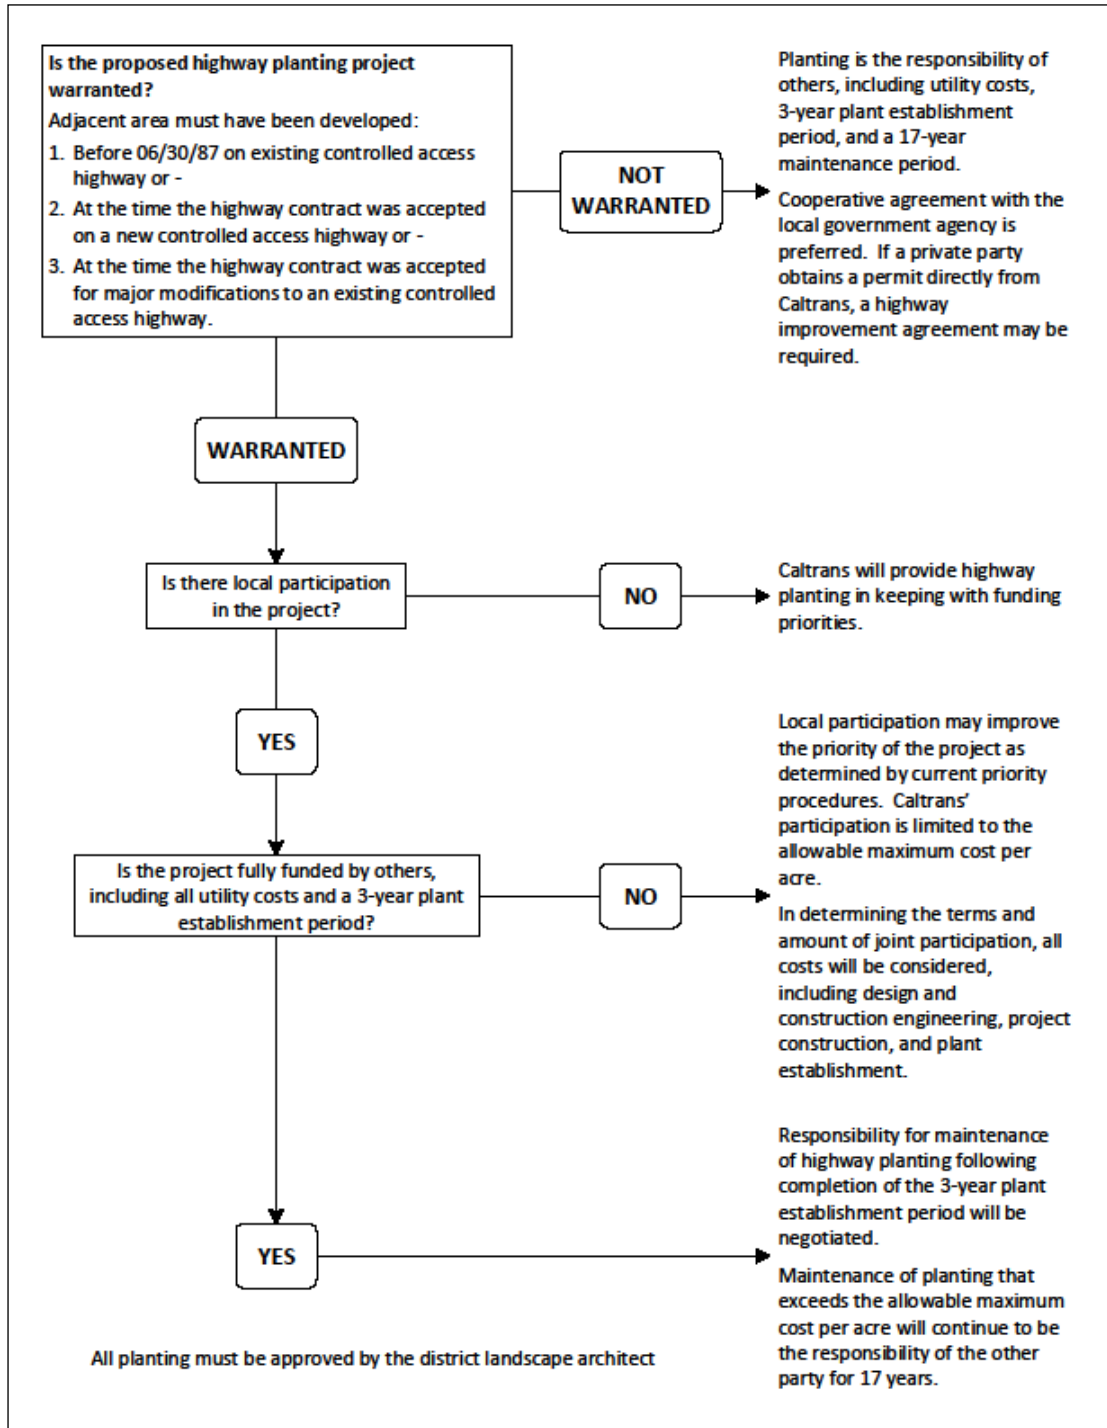 Is the proposed highway planting project
warranted?
Adjacent area must have been developed:
1. Before 06/30/87 on existing controlled access
highway or -
2. At the time the highway contract was accepted
on a new controlled access highway or -
3. At the time the highway contract was accepted
for major modifications to an existing controlled
access highway.
NOT
WARRANTED
Planting is the responsibility of
others, including utility costs,
3-year plant establishment
period, and a 17-year
maintenance period.
Cooperative agreement with the
local government agency is
preferred. If a private party
obtains a permit directly from
Caltrans, a highway
improvement agreement may be
required.
WARRANTED
Is there local participation
in the project?
NO
Caltrans will provide highway
planting in keeping with funding
priorities.
YES
Is the project fully funded by others,
including all utility costs and a 3-year plant
establishment period?
NO
Local participation may improve
the priority of the project as
determined by current priority
procedures. Caltrans’
participation is limited to the
allowable maximum cost per
acre.
In determining the terms and
amount of joint participation, all
costs will be considered,
including design and
construction engineering, project
construction, and plant
establishment.
YES
Responsibility for maintenance
of highway planting following
completion of the 3-year plant
establishment period will be
negotiated.
Maintenance of planting that
exceeds the allowable maximum
cost per acre will continue to be
the responsibility of the other
party for 17 years.
All planting must be approved by the district landscape architect